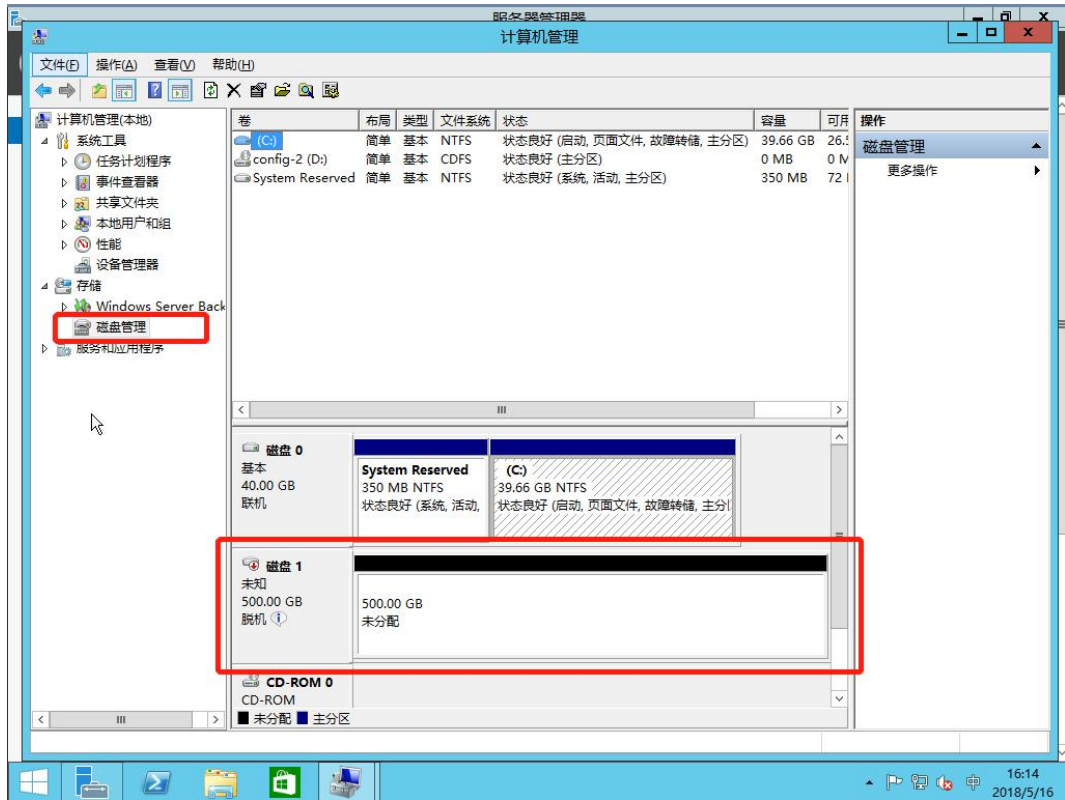 服务器管理器
计算机管理
文件(F) 操作(A) 查看(V) 帮助(H)
计算机管理(本地)
系统工具
任务计划程序
事件查看器
共享文件夹
本地用户和组
性能
设备管理器
存储
Windows Server Back
磁盘管理
服务和应用程序
卷 布局 类型 文件系统 状态 容量 可用
(C:) 简单 基本 NTFS 状态良好 (启动, 页面文件, 故障转储, 主分区) 39.66 GB 26.5
config-2 (D:) 简单 基本 CDFS 状态良好 (主分区) 0 MB 0 M
System Reserved 简单 基本 NTFS 状态良好 (系统, 活动, 主分区) 350 MB 72
操作
磁盘管理
更多操作
磁盘 0
基本
40.00 GB
联机
System Reserved
350 MB NTFS
状态良好 (系统, 活动,
(C:)
39.66 GB NTFS
状态良好 (启动, 页面文件, 故障转储, 主分
磁盘 1
未知
500.00 GB
脱机
500.00 GB
未分配
CD-ROM 0
CD-ROM
未分配 主分区
中
16:14
2018/5/16